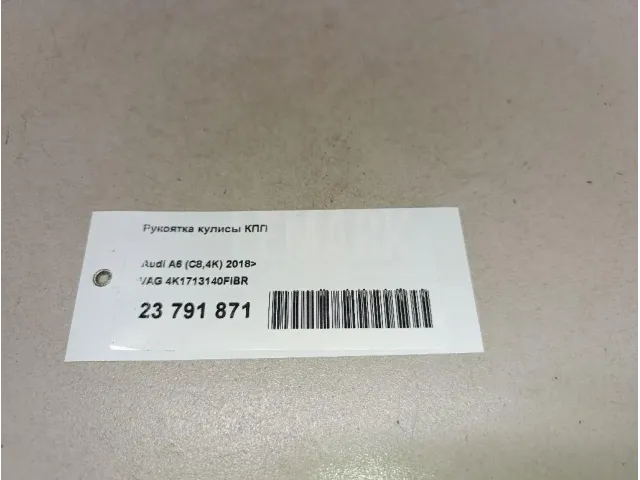 Рукоятка кулисы КПП
Audi A6 (C8,4K) 2018>
VAG 4K1713140FIBR
23 791 871